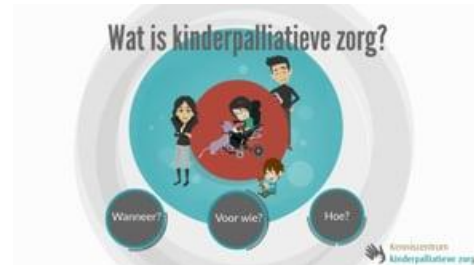 Wat is kinderpalliatieve zorg?
Wanneer?
Voor wie?
Hoe?
Kenniscentrum
kinderpalliatieve zorg